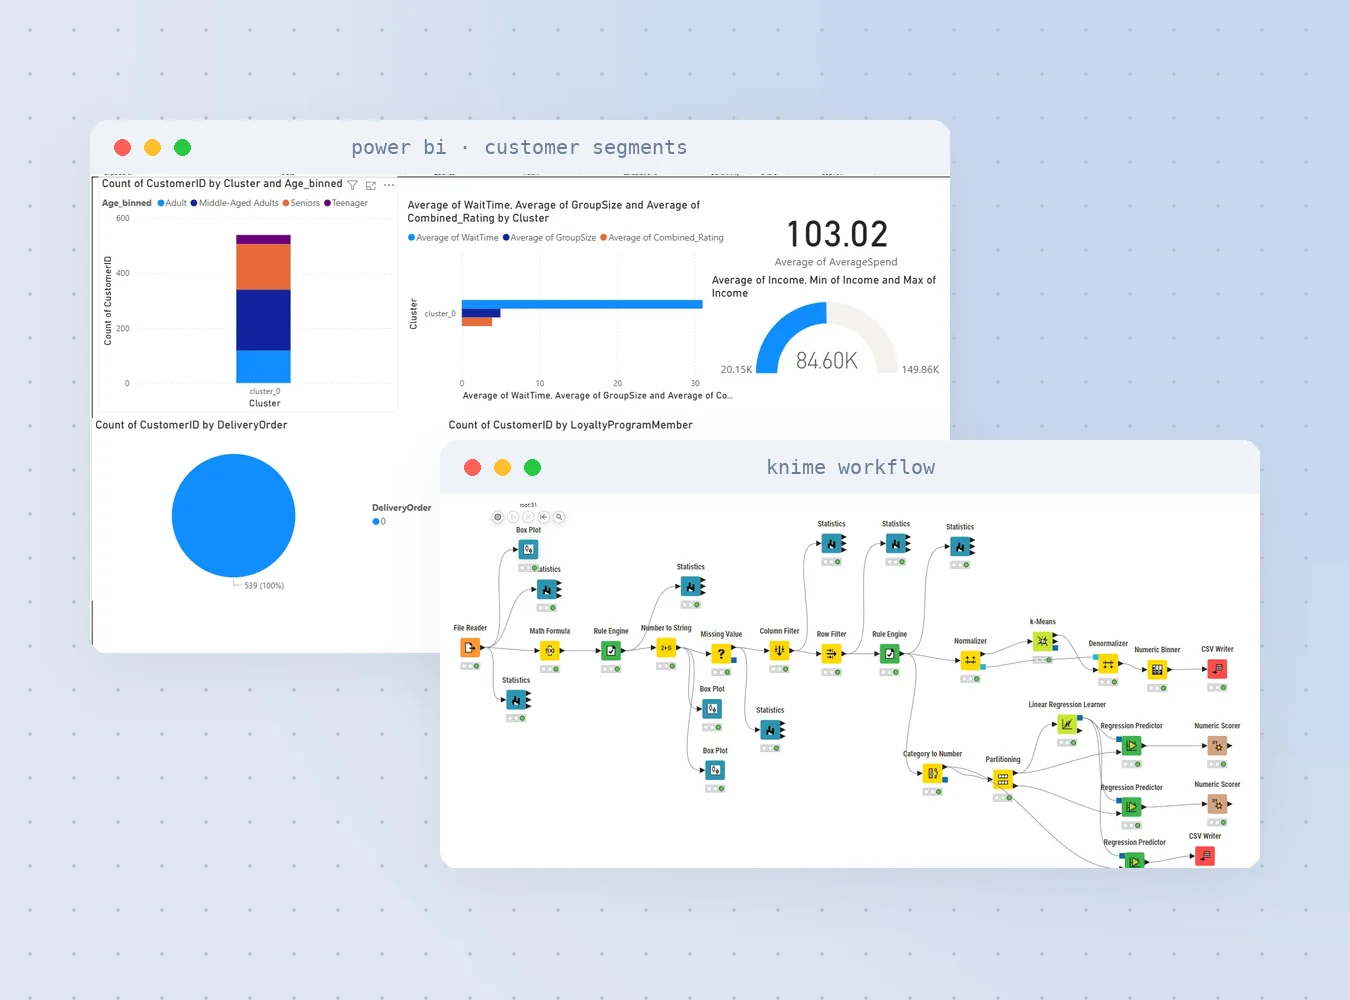 power bi · customer segments
Count of CustomerID by Cluster and Age_binned
Age_binned Adult Middle-Aged Adults Seniors Teenager
600
400
200
0
Count of CustomerID
cluster_0
Cluster
Average of WaitTime, Average of GroupSize and Average of
Combined_Rating by Cluster
Average of WaitTime Average of GroupSize Average of Combined_Rating
Cluster
cluster_0
0 10 20 30
Average of WaitTime, Average of GroupSize and Average of Co...
103.02
Average of AverageSpend
Average of Income, Min of Income and Max of
Income
84.60K
20.15K
149.86K
Count of CustomerID by DeliveryOrder
DeliveryOrder
0
539 (100%)
Count of CustomerID by LoyaltyProgramMember
knime workflow
root:31
Box Plot
Statistics
Statistics
Statistics
Statistics
Statistics
File Reader
Math Formula
Rule Engine
Number to String
Missing Value
Column Filter
Row Filter
Rule Engine
Normalizer
k-Means
Denormalizer
Numeric Binner
CSV Writer
Statistics
Box Plot
Statistics
Box Plot
Linear Regression Learner
Regression Predictor
Numeric Scorer
Category to Number
Partitioning
Regression Predictor
Numeric Scorer
Regression Predictor
CSV Writer